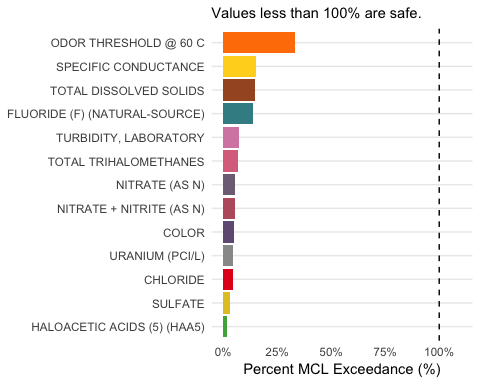 Values less than 100% are safe.
ODOR THRESHOLD @ 60 C
SPECIFIC CONDUCTANCE
TOTAL DISSOLVED SOLIDS
FLUORIDE (F) (NATURAL-SOURCE)
TURBIDITY, LABORATORY
TOTAL TRIHALOMETHANES
NITRATE (AS N)
NITRATE + NITRITE (AS N)
COLOR
URANIUM (PCI/L)
CHLORIDE
SULFATE
HALOACETIC ACIDS (5) (HAA5)
0% 25% 50% 75% 100%
Percent MCL Exceedance (%)